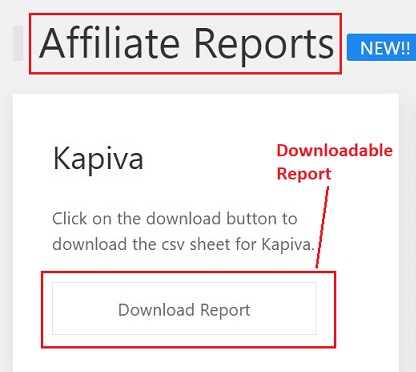 Affiliate Reports NEW!!
Kapiva
Downloadable
Report
Click on the download button to
download the csv sheet for Kapiva.
Download Report